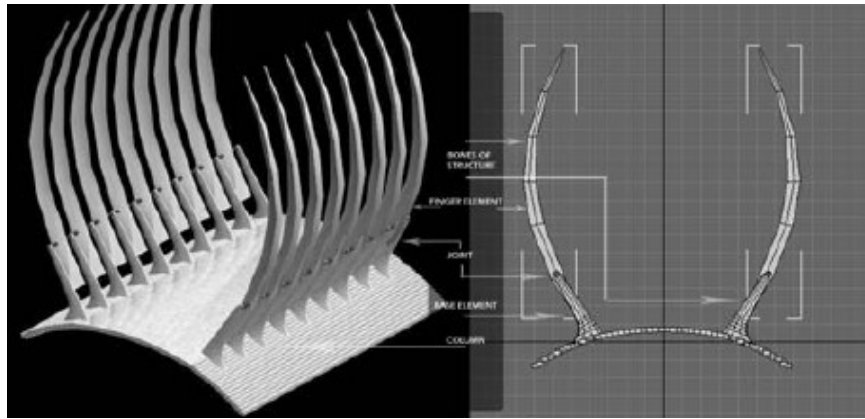 BONES OF
STRUCTURE
FINGER ELEMENT
JOINT
BASE ELEMENT
COLUMN